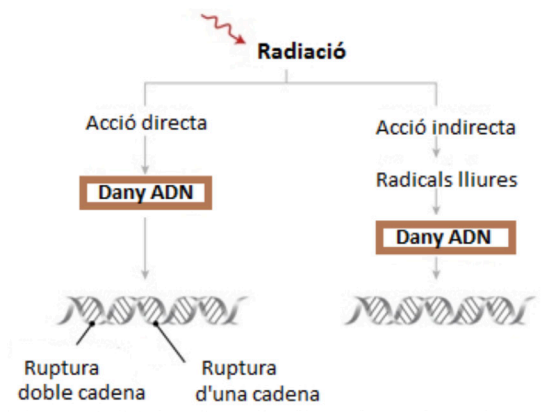 Radiació
Acció directa
Acció indirecta
Radicals lliures
Dany ADN
Dany ADN
Ruptura
doble cadena
Ruptura
d'una cadena